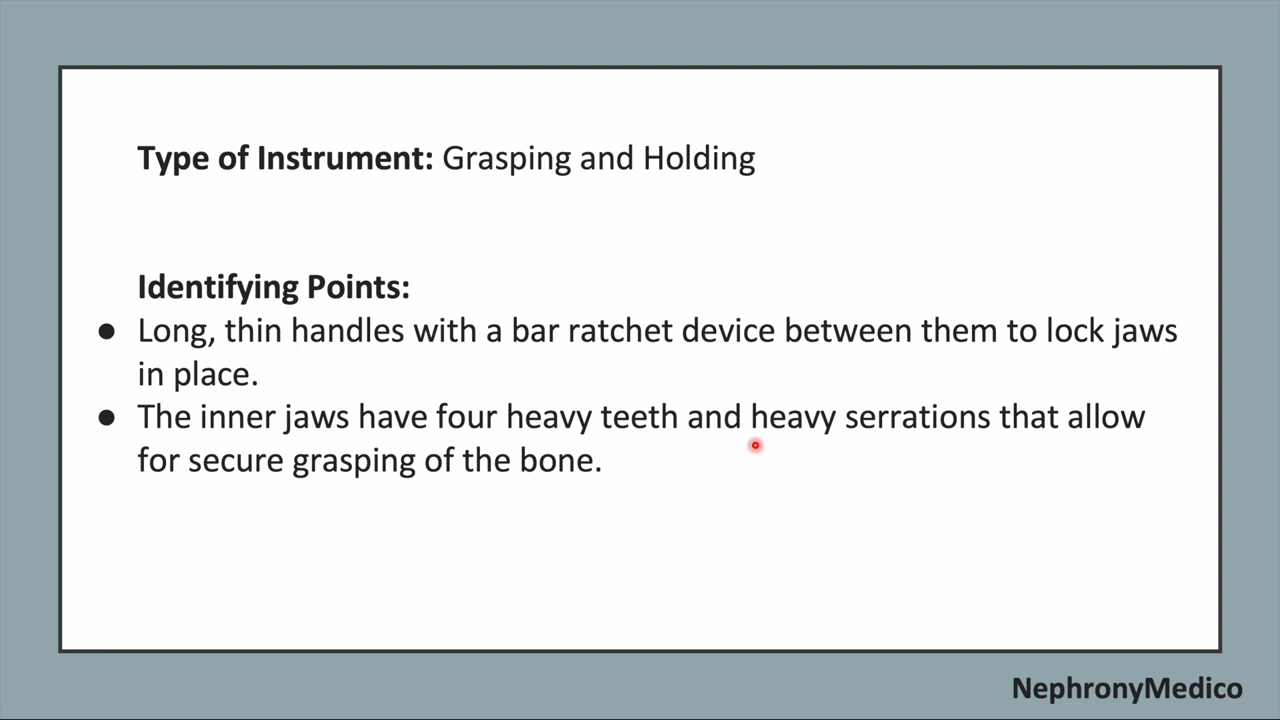 Type of Instrument: Grasping and Holding
Identifying Points:
● Long, thin handles with a bar ratchet device between them to lock jaws
in place.
● The inner jaws have four heavy teeth and heavy serrations that allow
for secure grasping of the bone.
NephronyMedico